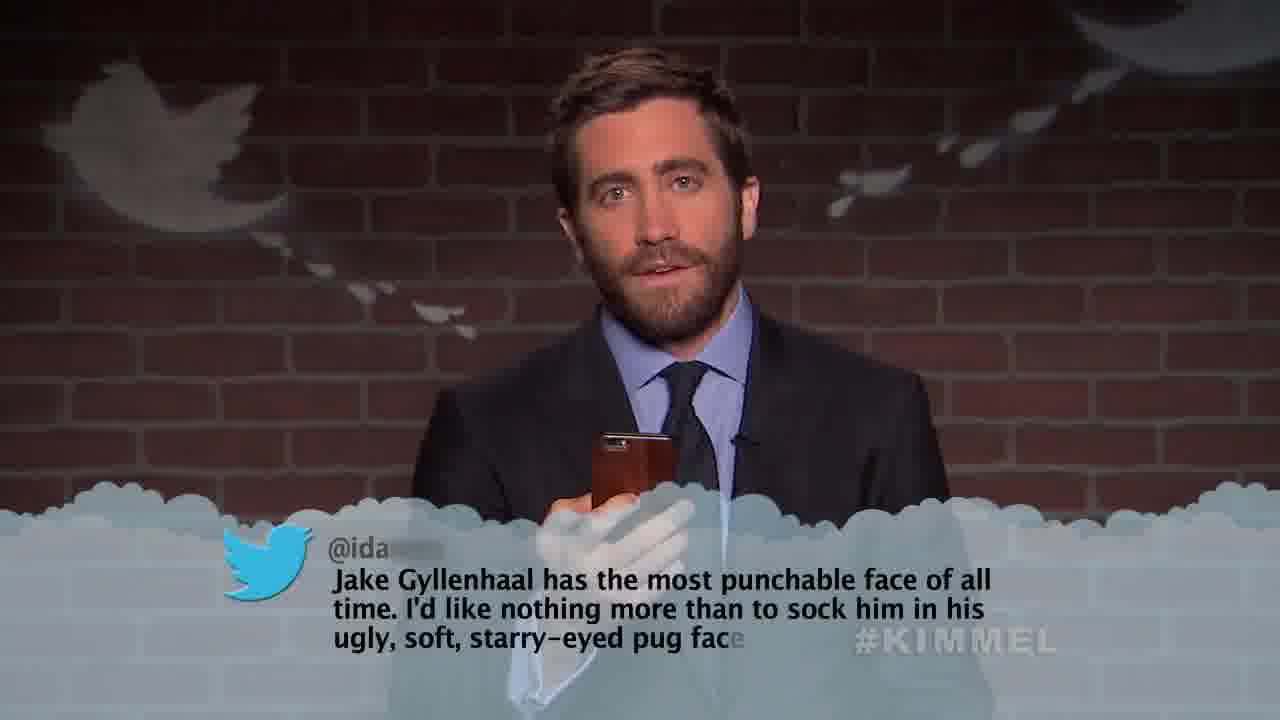 @ida
Jake Gyllenhaal has the most punchable face of all
time. I'd like nothing more than to sock him in his
ugly, soft, starry-eyed pug face
#KIMMEL